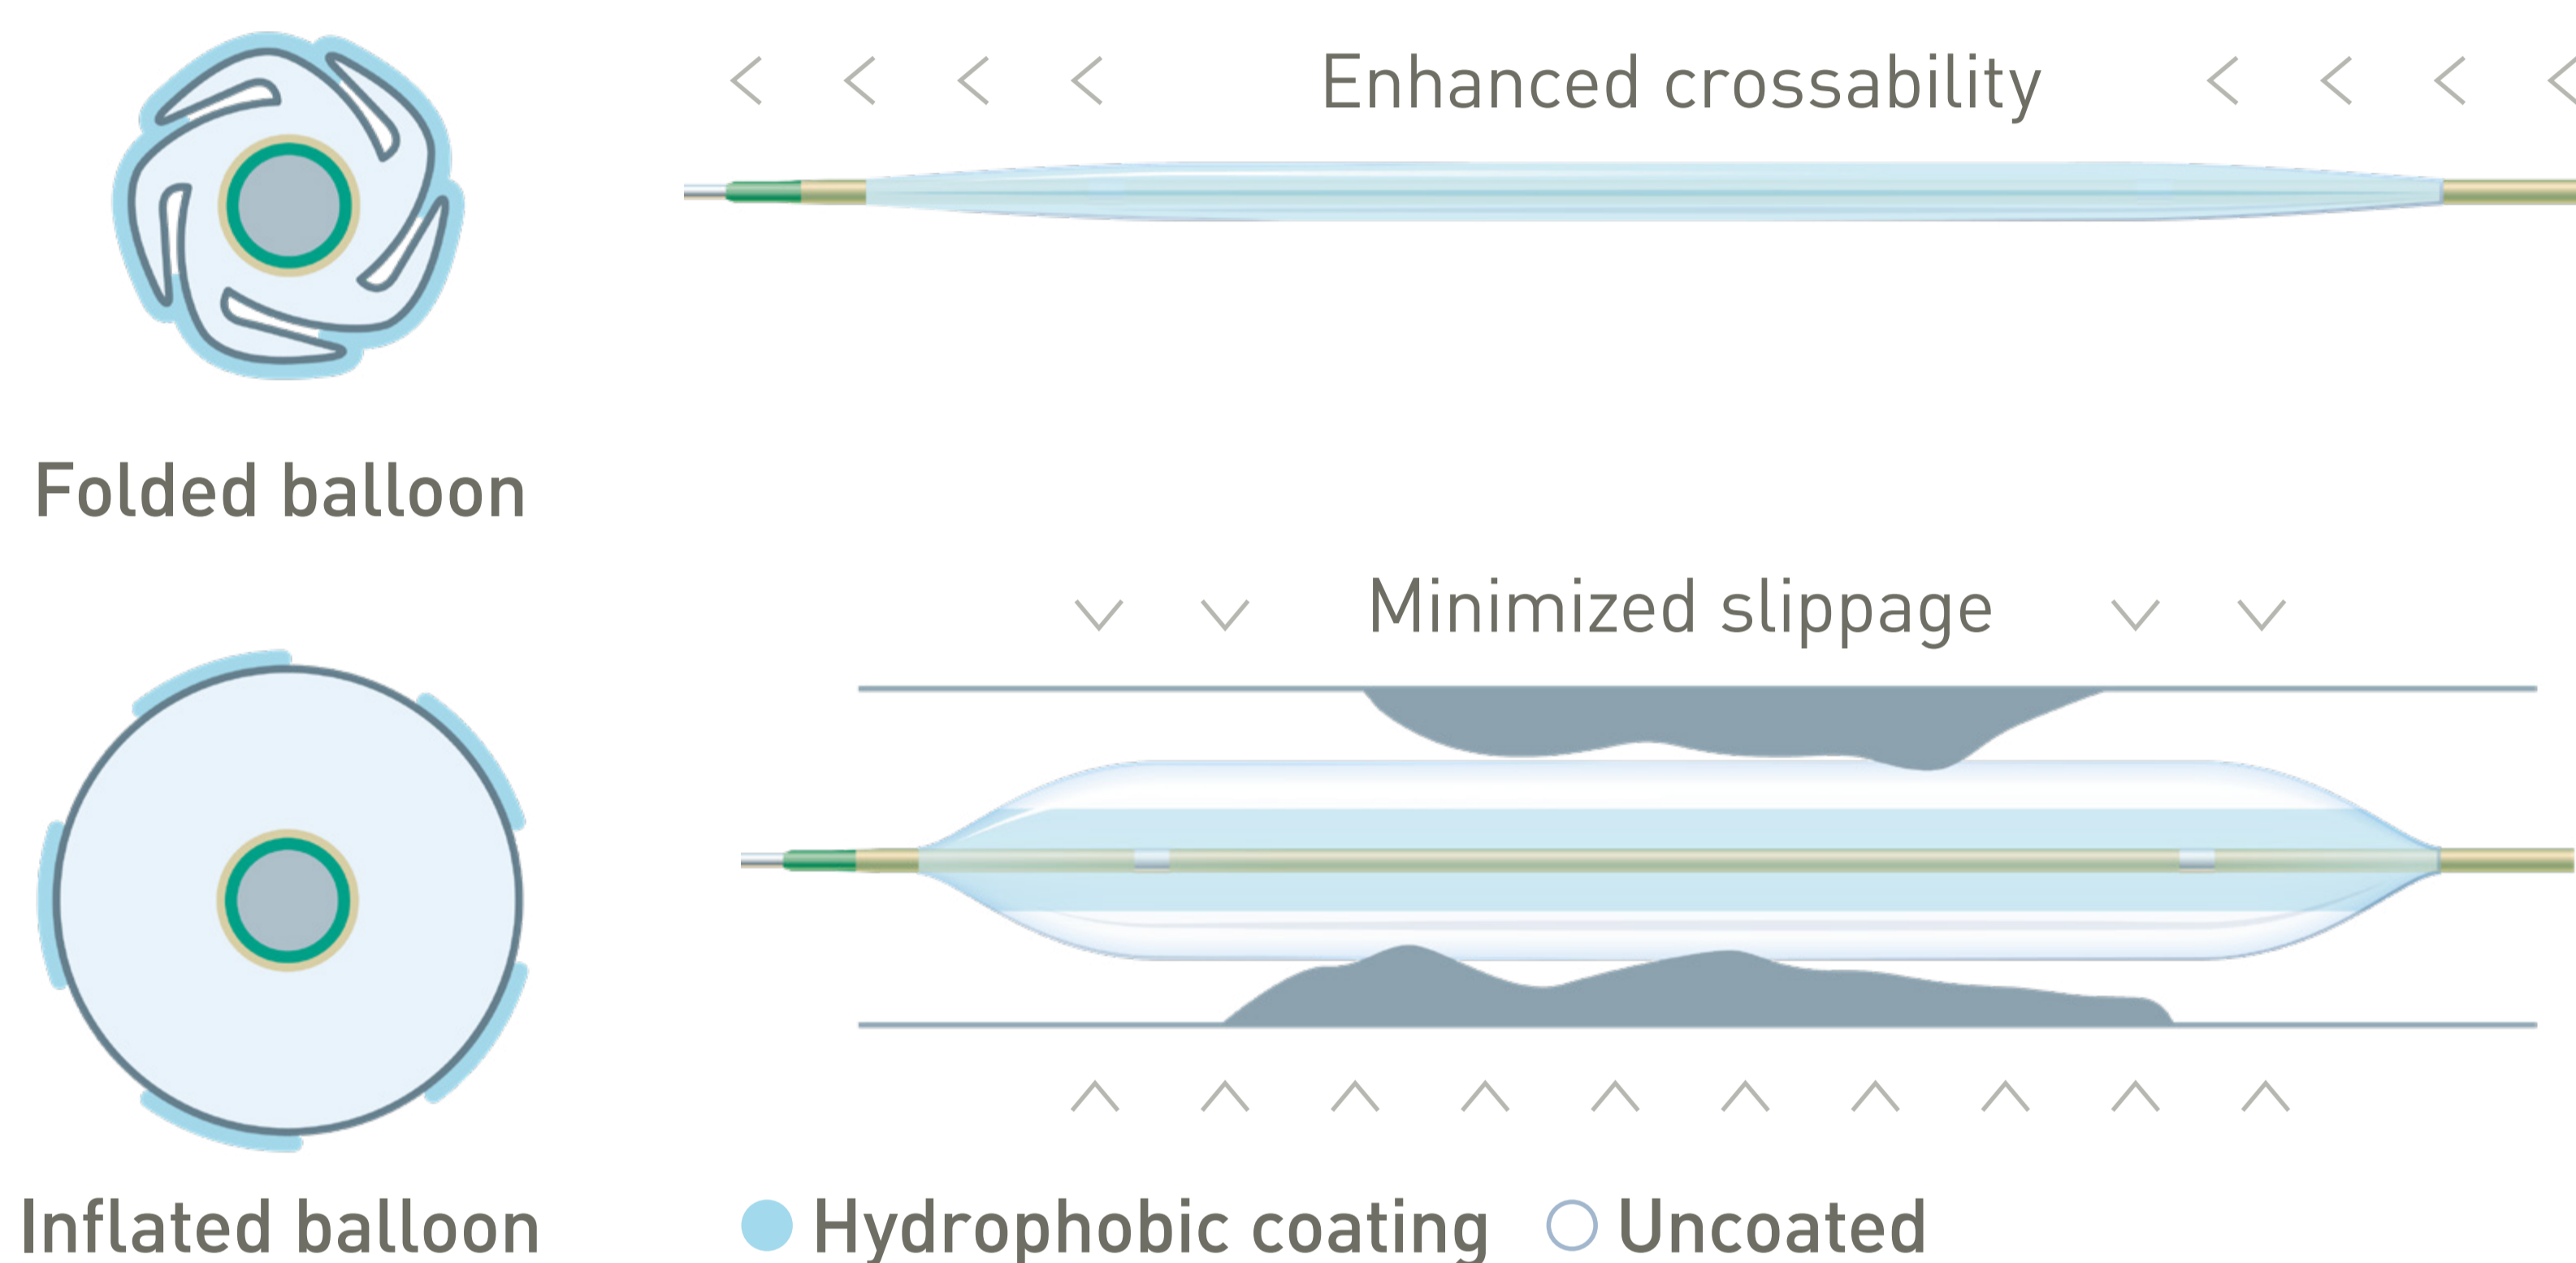 Enhanced crossability
Folded balloon
Minimized slippage
Inflated balloon
Hydrophobic coating
Uncoated